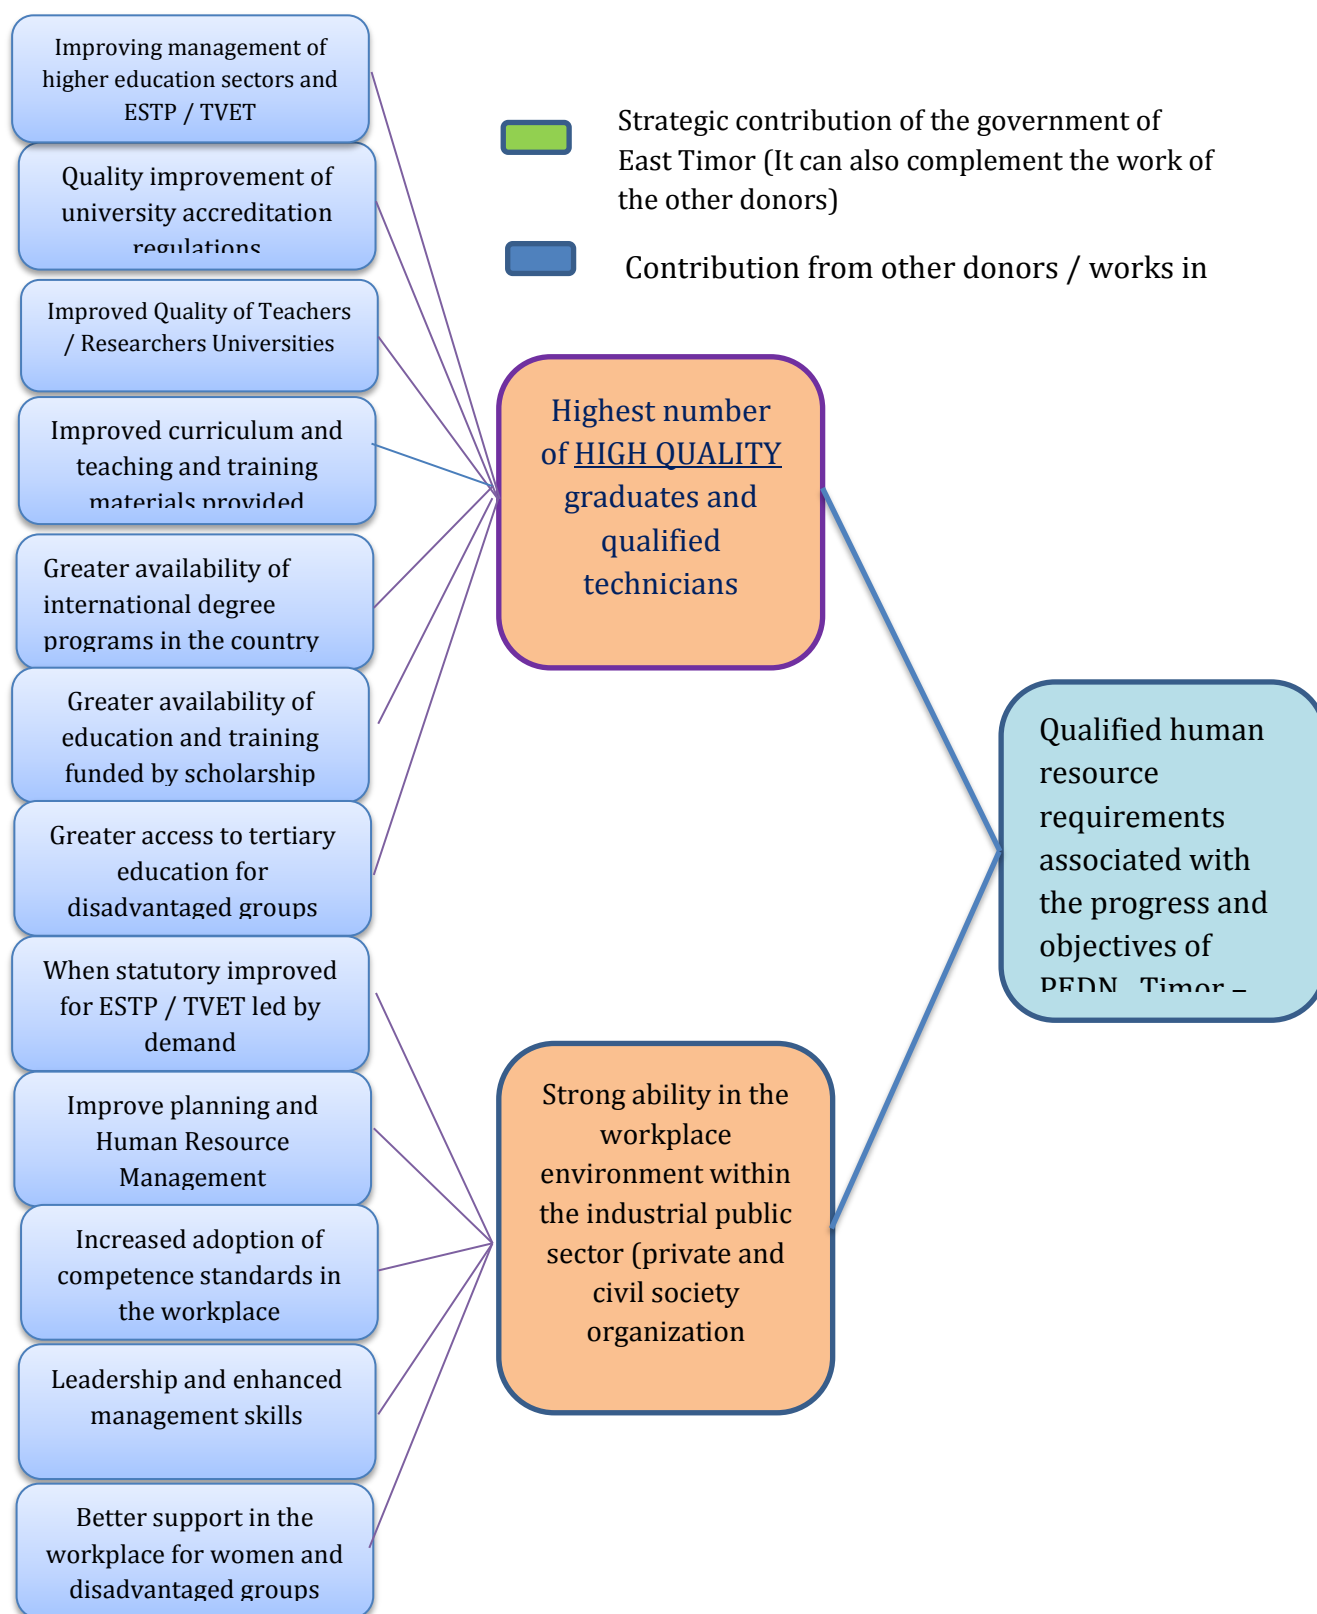 Improving management of
higher education sectors and
ESTP / TVET
Quality improvement of
university accreditation
regulations
Improved Quality of Teachers
/ Researchers Universities
Improved curriculum and
teaching and training
materials provided
Greater availability of
international degree
programs in the country
Greater availability of
education and training
funded by scholarship
Greater access to tertiary
education for
disadvantaged groups
When statutory improved
for ESTP / TVET led by
demand
Improve planning and
Human Resource
Management
Increased adoption of
competence standards in
the workplace
Leadership and enhanced
management skills
Better support in the
workplace for women and
disadvantaged groups
Strategic contribution of the government of
East Timor (It can also complement the work of
the other donors)
Contribution from other donors / works in
Highest number
of HIGH QUALITY
graduates and
qualified
technicians
Strong ability in the
workplace
environment within
the industrial public
sector (private and
civil society
organization
Qualified human
resource
requirements
associated with
the progress and
objectives of
PEDN Timor –